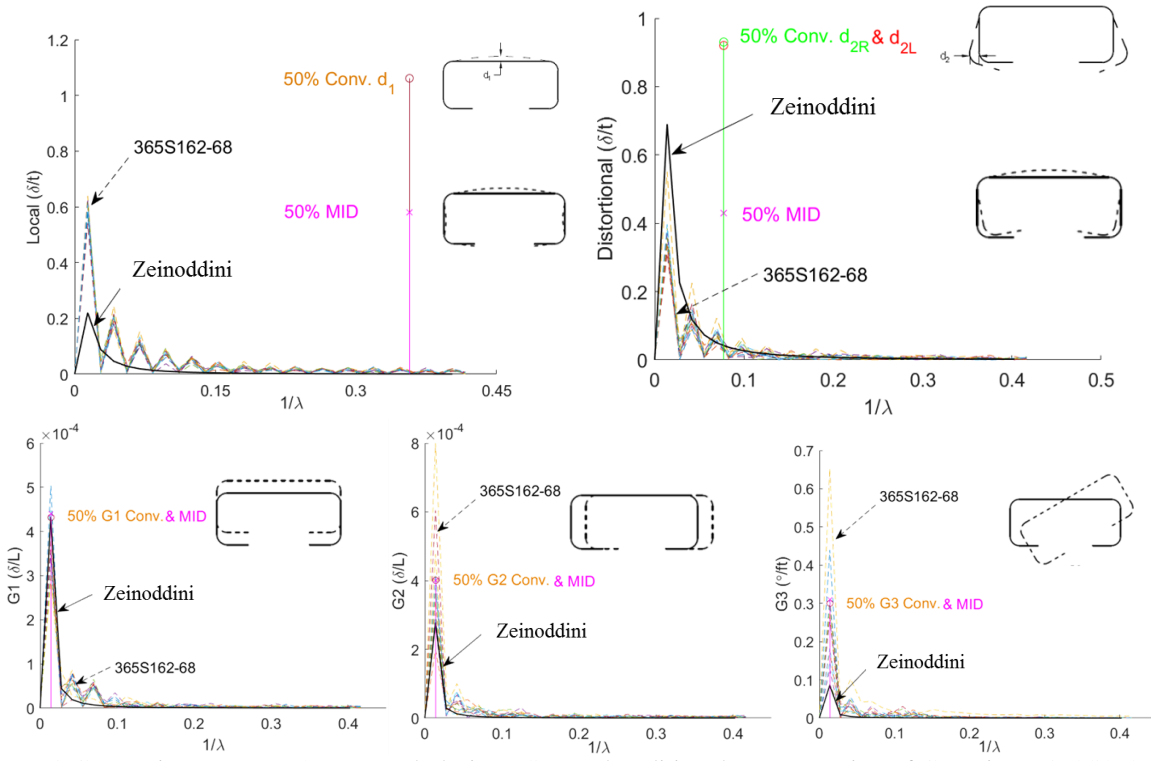 1.2
1
0.8
0.6
0.4
0.2
0
0 0.15 0.3 0.45
1/λ
Local (δ/t)
50% Conv. d1
d1
365S162-68
50% MID
Zeinoddini
1
0.8
0.6
0.4
0.2
0
0 0.1 0.2 0.3 0.4 0.5
1/λ
Distortional (δ/t)
50% Conv. d2R & d2L
d2
Zeinoddini
50% MID
365S162-68
×10-4
6
5
4
3
2
1
0
0 0.1 0.2 0.3 0.4
1/λ
G1 (δ/L)
50% G1 Conv. & MID
Zeinoddini
365S162-68
×10-4
8
6
4
2
0
0 0.1 0.2 0.3 0.4
1/λ
G2 (δ/L)
365S162-68
50% G2 Conv. & MID
Zeinoddini
0.7
0.6
0.5
0.4
0.3
0.2
0.1
0
0 0.1 0.2 0.3 0.4
1/λ
G3 (°/ft)
365S162-68
50% G3 Conv. & MID
Zeinoddini